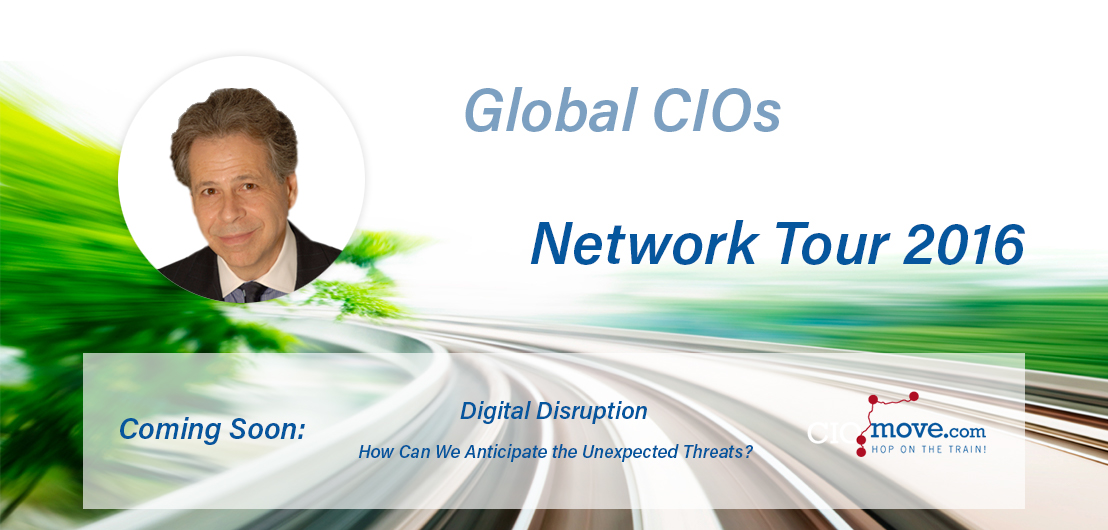 Global CIOs
Network Tour 2016
Digital Disruption
Coming Soon:
How Can We Anticipate the Unexpected Threats?
CIOmove.com
HOP ON THE TRAIN!